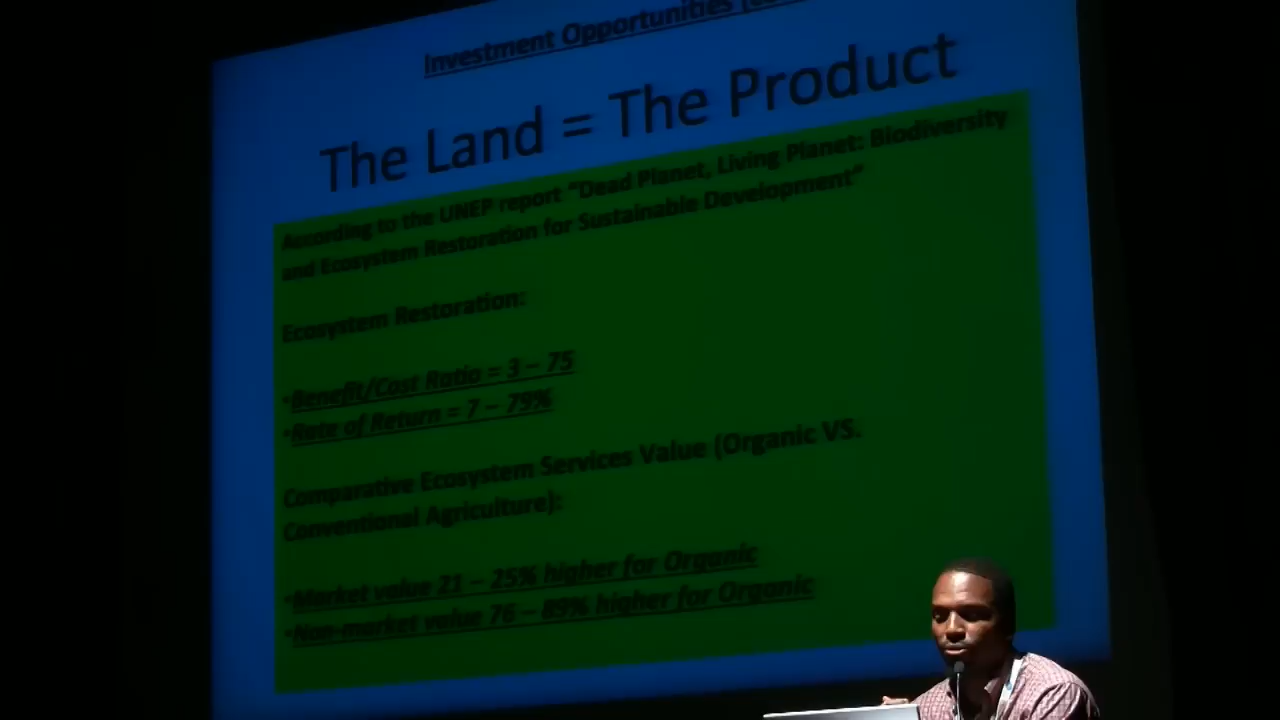 Investment Opportunities
The Land = The Product
According to the UNEP report “Dead Planet, Living Planet: Biodiversity
and Ecosystem Restoration for Sustainable Development”
Ecosystem Restoration:
•Benefit/Cost Ratio = 3 – 75
•Rate of Return = 7 – 79%
Comparative Ecosystem Services Value (Organic VS.
Conventional Agriculture):
•Market value 21 – 25% higher for Organic
•Non-market value 76 – 89% higher for Organic